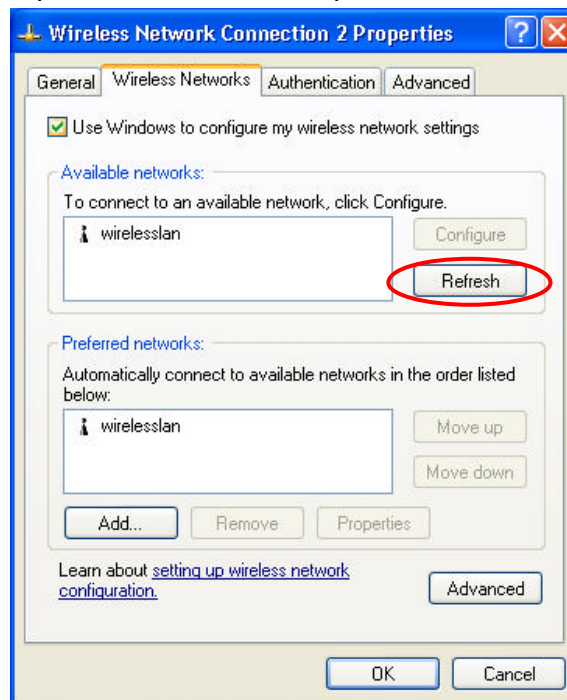 Wireless Network Connection 2 Properties
General Wireless Networks Authentication Advanced
Use Windows to configure my wireless network settings
Available networks:
To connect to an available network, click Configure.
wirelesslan
Configure
Refresh
Preferred networks:
Automatically connect to available networks in the order listed
below:
wirelesslan
Move up
Move down
Add... Remove Properties
Learn about setting up wireless network
configuration.
Advanced
OK Cancel